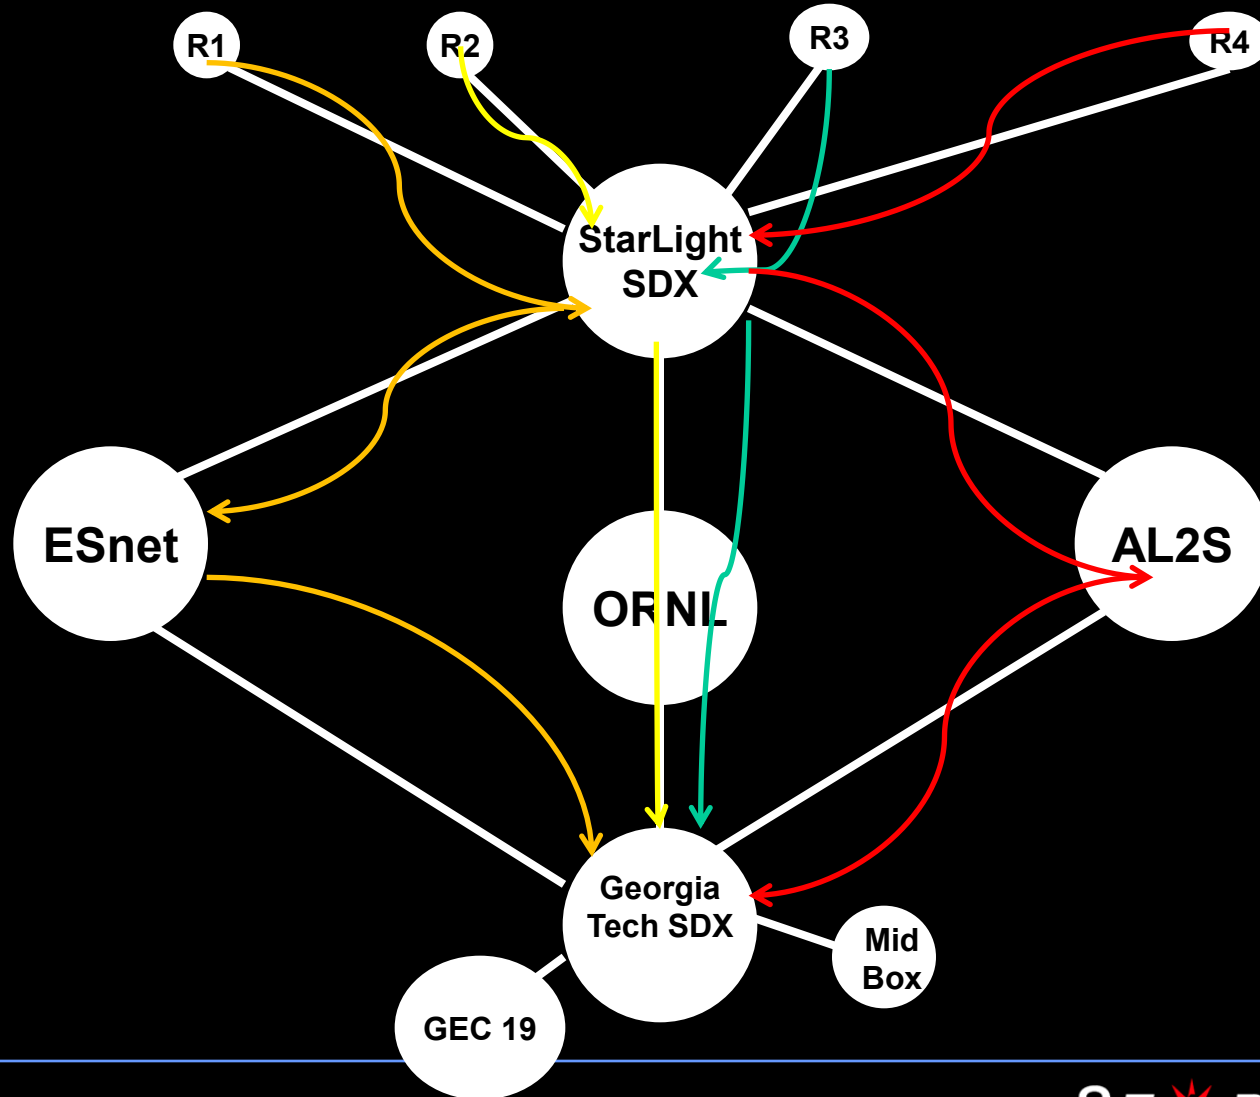 R1
R2
R3
R4
StarLight
SDX
ESnet
ORNL
AL2S
Georgia
Tech SDX
Mid
Box
GEC 19